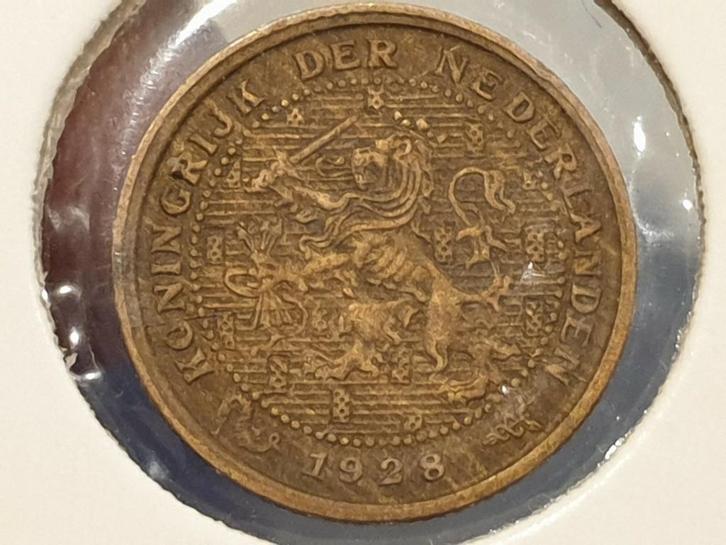 KONINGRIJK DER NEDERLANDEN
1928